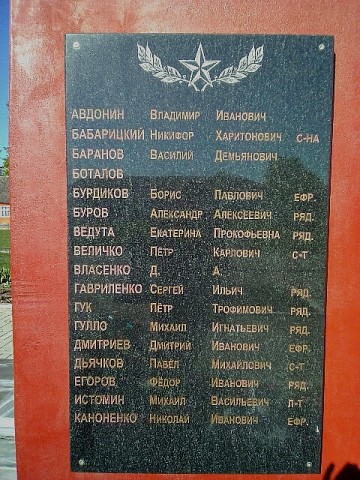 АВДОНИН ВЛАДИМИР ИВАНОВИЧ
БАБАРИЦКИЙ НИКИФОР ХАРИТОНОВИЧ С-НА
БАРАНОВ ВАСИЛИЙ ДЕМЬЯНОВИЧ
БОТАЛОВ
БУРДИКОВ БОРИС ПАВЛОВИЧ ЕФР.
БУРОВ АЛЕКСАНДР АЛЕКСЕЕВИЧ РЯД.
ВЕДУТА ЕКАТЕРИНА ПРОКОФЬЕВНА РЯД.
ВЕЛИЧКО ПЁТР КАРЛОВИЧ С-Т
ВЛАСЕНКО Д. А.
ГАВРИЛЕНКО СЕРГЕЙ ИЛЬИЧ РЯД.
ГУК ПЁТР ТРОФИМОВИЧ РЯД.
ГУЛЛО МИХАИЛ ИГНАТЬЕВИЧ РЯД.
ДМИТРИЕВ ДМИТРИЙ ИВАНОВИЧ ЕФР.
ДЬЯЧКОВ ПАВЕЛ МИХАЙЛОВИЧ С-Т
ЕГОРОВ ФЁДОР ИВАНОВИЧ РЯД.
ИСТОМИН МИХАИЛ ВАСИЛЬЕВИЧ Л-Т
КАНОНЕНКО НИКОЛАЙ ИВАНОВИЧ ЕФР.